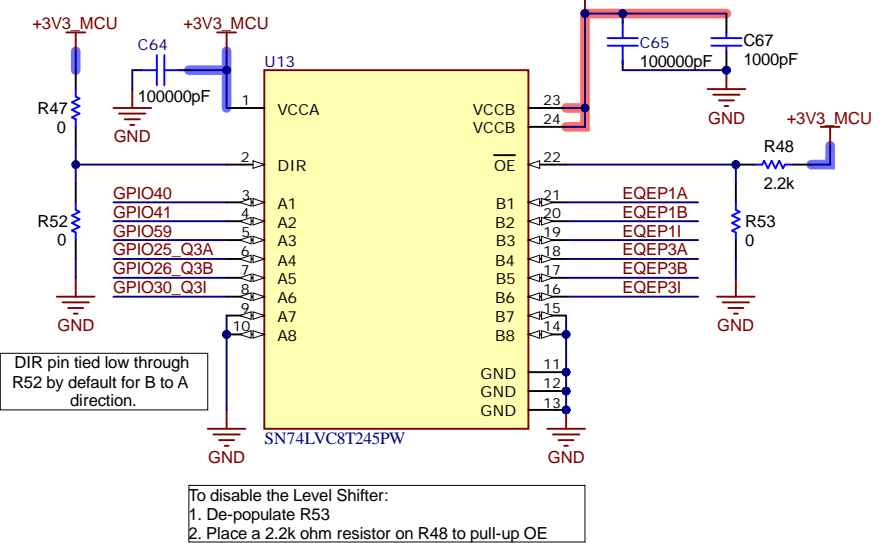 +3V3_MCU
+3V3_MCU
C64
100000pF
GND
R47
0
R52
0
GND
C65
100000pF
C67
1000pF
GND
+3V3_MCU
R48
2.2k
R53
0
GND
U13
1 VCCA
VCCB 23
VCCB 24
2 DIR
OE 22
GPIO40 3 A1
B1 21 EQEP1A
GPIO41 4 A2
B2 20 EQEP1B
GPIO59 5 A3
B3 19 EQEP1I
GPIO25_Q3A 6 A4
B4 18 EQEP3A
GPIO26_Q3B 7 A5
B5 17 EQEP3B
GPIO30_Q3I 8 A6
B6 16 EQEP3I
9 A7
B7 15
10 A8
B8 14
GND 11
GND 12
GND 13
SN74LVC8T245PW
GND
GND
DIR pin tied low through
R52 by default for B to A
direction.
To disable the Level Shifter:
1. De-populate R53
2. Place a 2.2k ohm resistor on R48 to pull-up OE